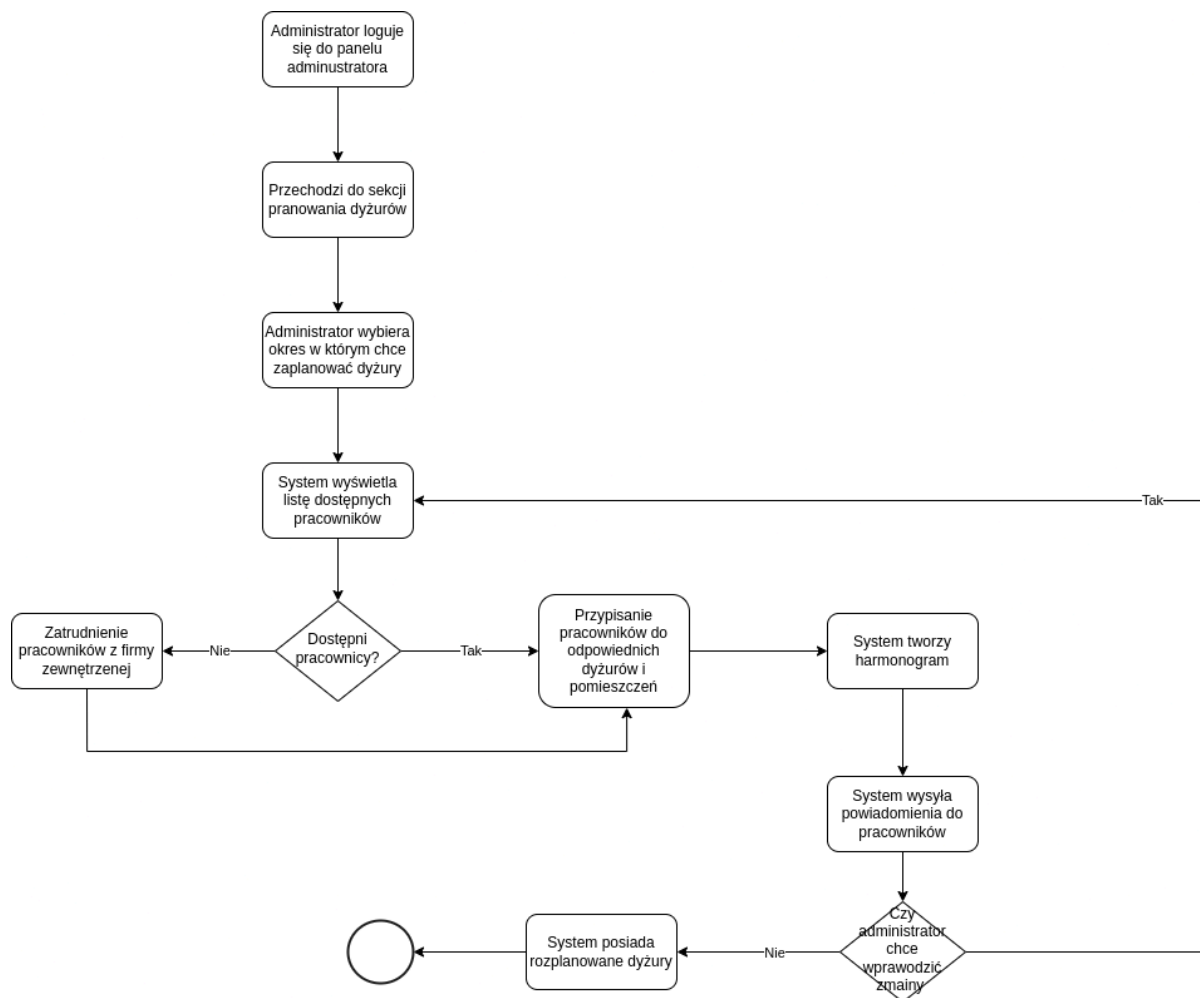 Administrator loguje
się do panelu
adminustratora
Przechodzi do sekcji
pranowania dyżurów
Administrator wybiera
okres w którym chce
zaplanować dyżury
System wyświetla
listę dostępnych
pracowników
Tak
Zatrudnienie
pracowników z firmy
zewnętrzenej
Nie
Dostępni
pracownicy?
Tak
Przypisanie
pracowników do
odpowiednich
dyżurów i
pomieszczeń
System tworzy
harmonogram
System wysyła
powiadomienia do
pracowników
System posiada
rozplanowane dyżury
Nie
Czy
administrator
chce
wprawodzić
zmainy